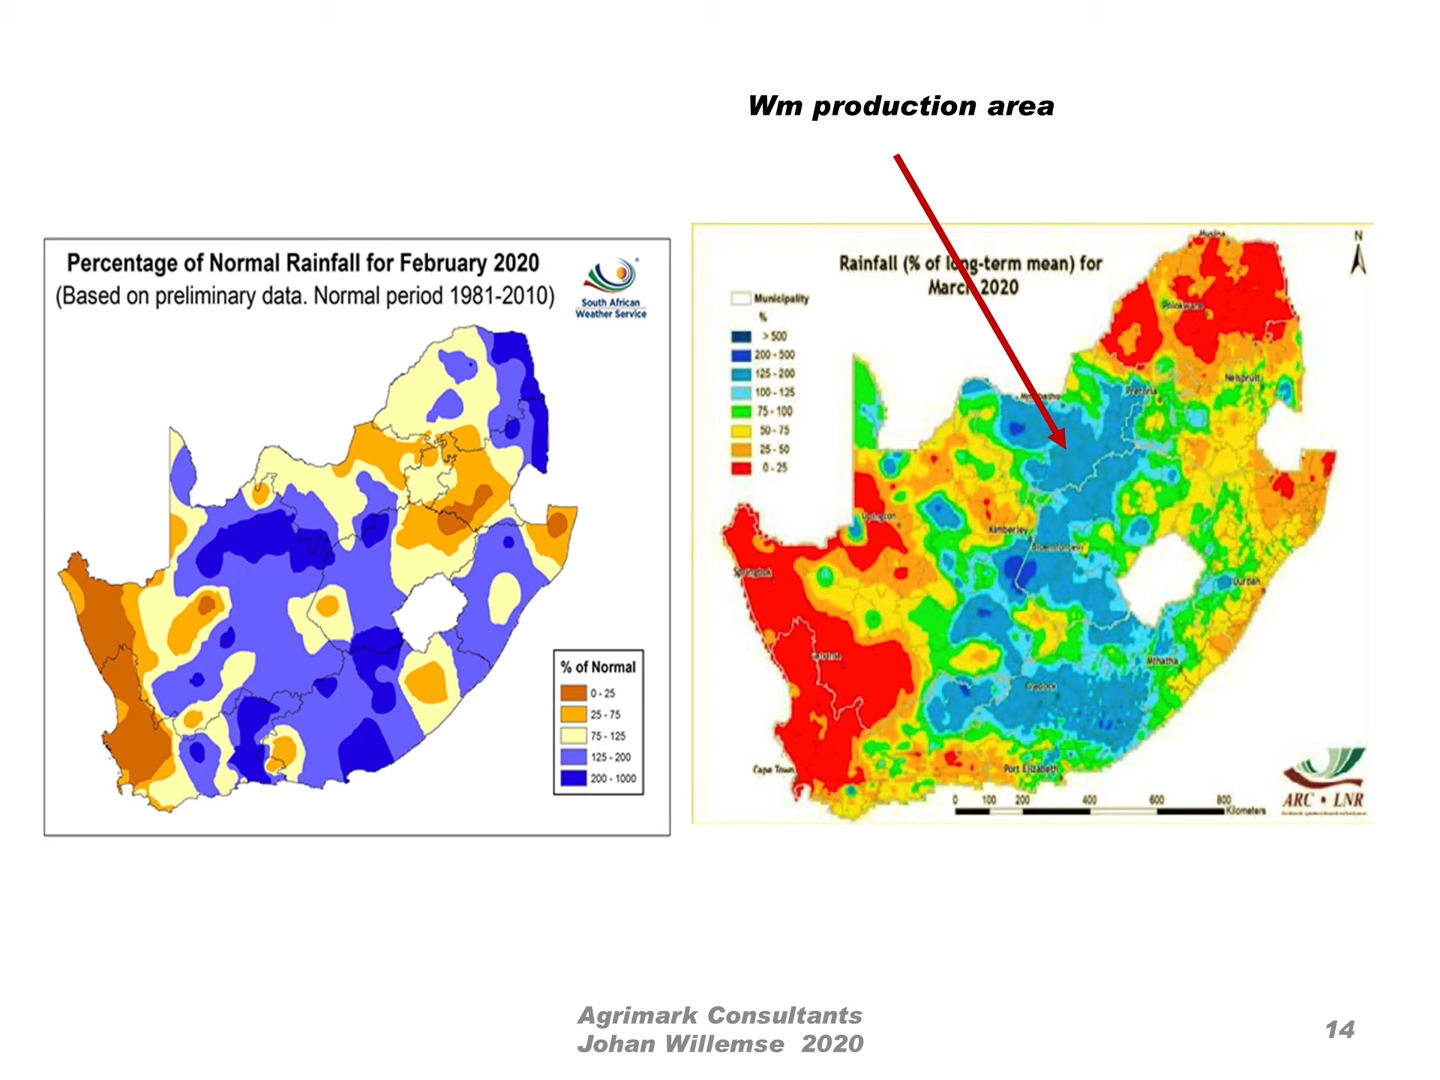 Wm production area
Percentage of Normal Rainfall for February 2020
(Based on preliminary data. Normal period 1981-2010)
South African
Weather Service
% of Normal
0 - 25
25 - 75
75 - 125
125 - 200
200 - 1000
Rainfall (% of long-term mean) for
March 2020
N
Municipality
%
> 500
200 - 500
125 - 200
100 - 125
75 - 100
50 - 75
25 - 50
0 - 25
Musina
Polokwane
Nelspruit
Pretoria
Mmabatho
Upington
Kimberley
Bloemfontein
Springbok
Durban
Mthatha
Cradock
Cape Town
Port Elizabeth
0 100 200 400 600 800
Kilometers
ARC • LNR
Agrimark Consultants
Johan Willemse 2020
14